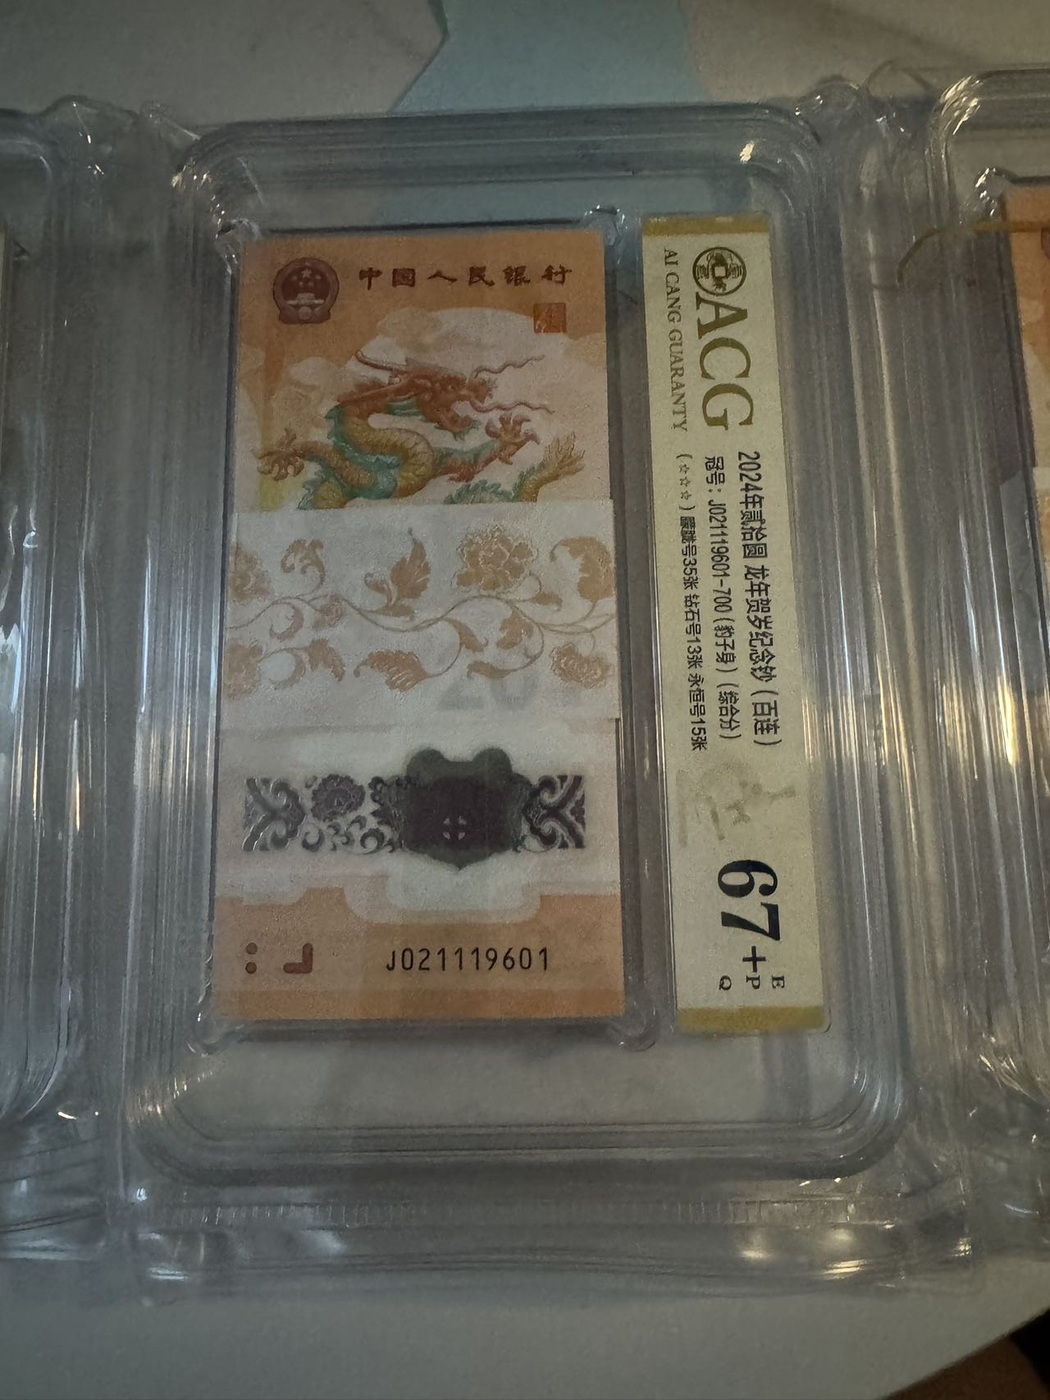 中国人民银行
J021119601
ACG
AI CANG GUARANTY
2024年贰拾圆 龙年贺岁纪念钞（百连）
冠号：J021119601-700（豹子身）（综合分）
（☆☆☆）靓号35张 钻石号13张 永恒号15张
67+
E
P
Q